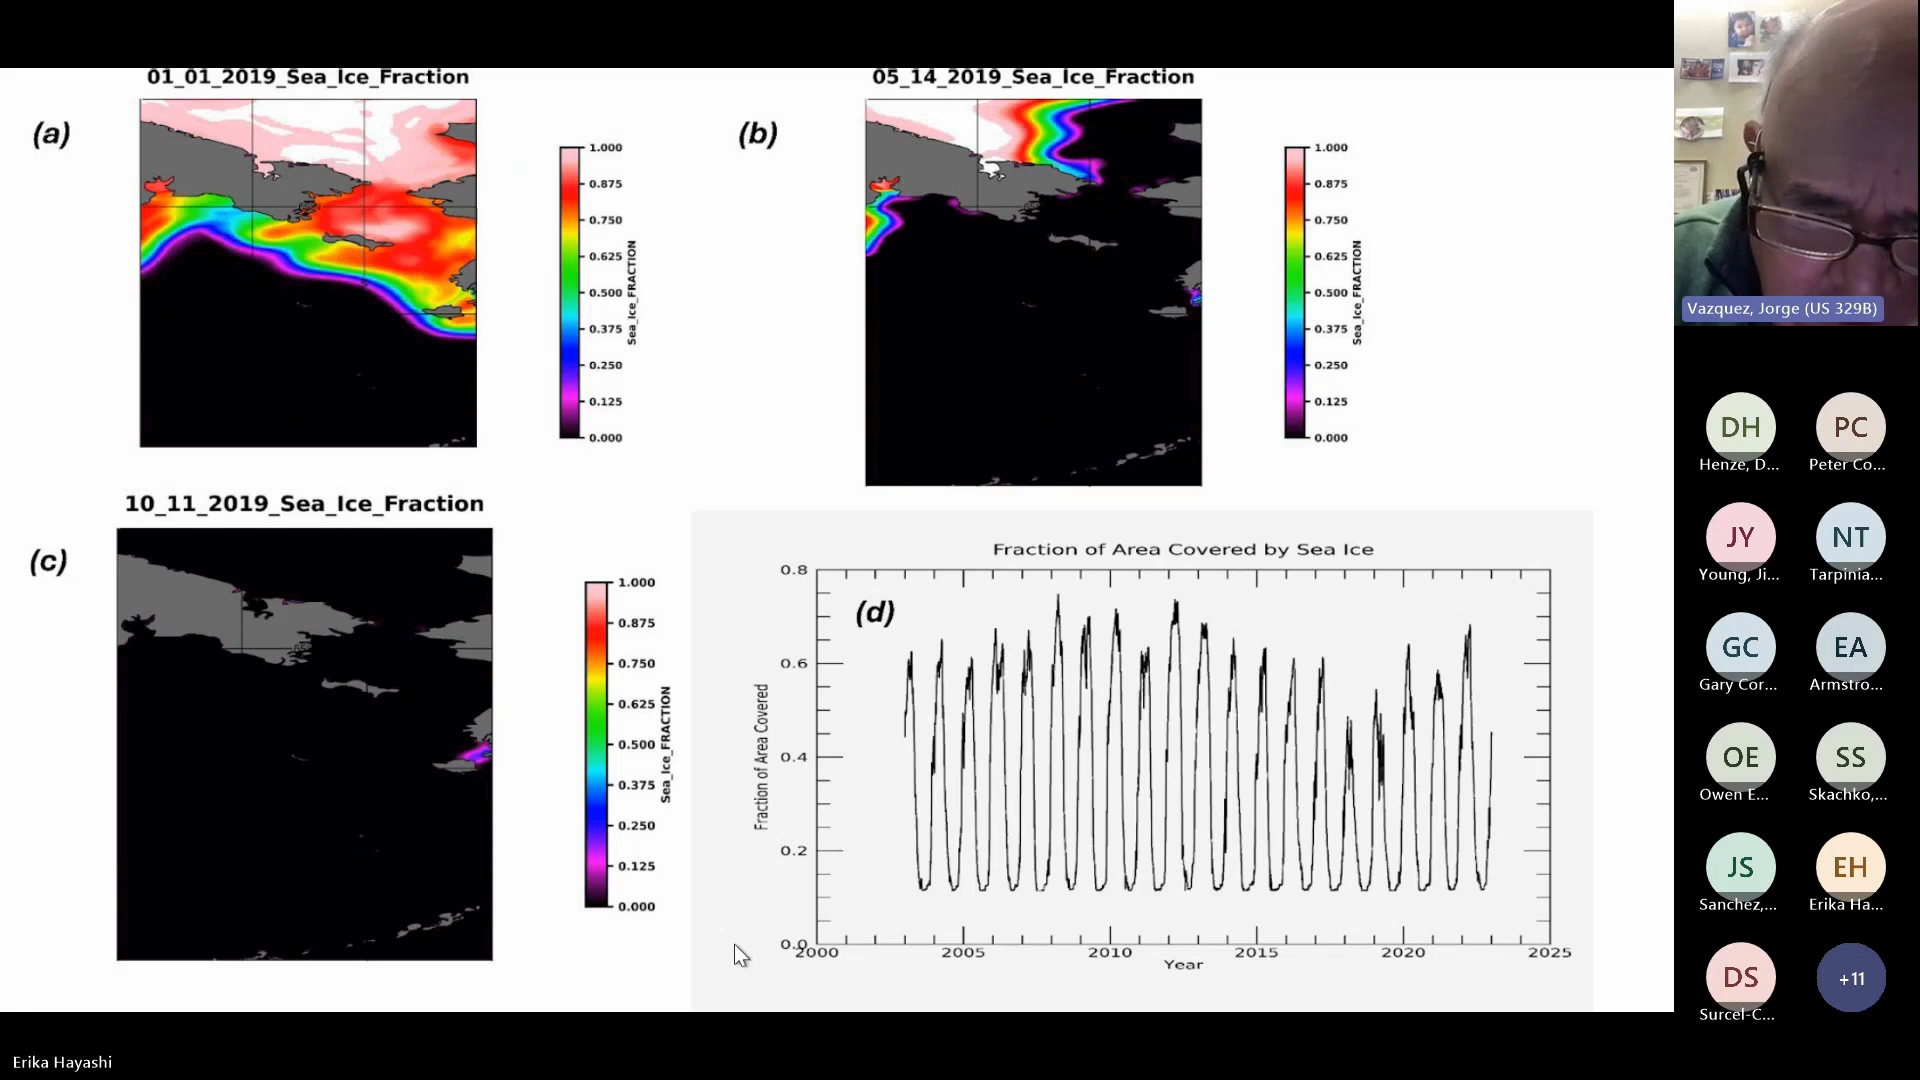 01_01_2019_Sea_Ice_Fraction
(a)
1.000
0.875
0.750
0.625
0.500
0.375
0.250
0.125
0.000
Sea_Ice_FRACTION
05_14_2019_Sea_Ice_Fraction
(b)
1.000
0.875
0.750
0.625
0.500
0.375
0.250
0.125
0.000
Sea_Ice_FRACTION
10_11_2019_Sea_Ice_Fraction
(c)
1.000
0.875
0.750
0.625
0.500
0.375
0.250
0.125
0.000
Sea_Ice_FRACTION
Fraction of Area Covered by Sea Ice
(d)
0.8
0.6
0.4
0.2
0.0
Fraction of Area Covered
2000 2005 2010 2015 2020 2025
Year
Vazquez, Jorge (US 329B)
DH PC
Henze, D... Peter Co...
JY NT
Young, Ji... Tarpinia...
GC EA
Gary Cor... Armstro...
OE SS
Owen E... Skachko,...
JS EH
Sanchez,... Erika Ha...
DS +11
Surcel-C...
Erika Hayashi